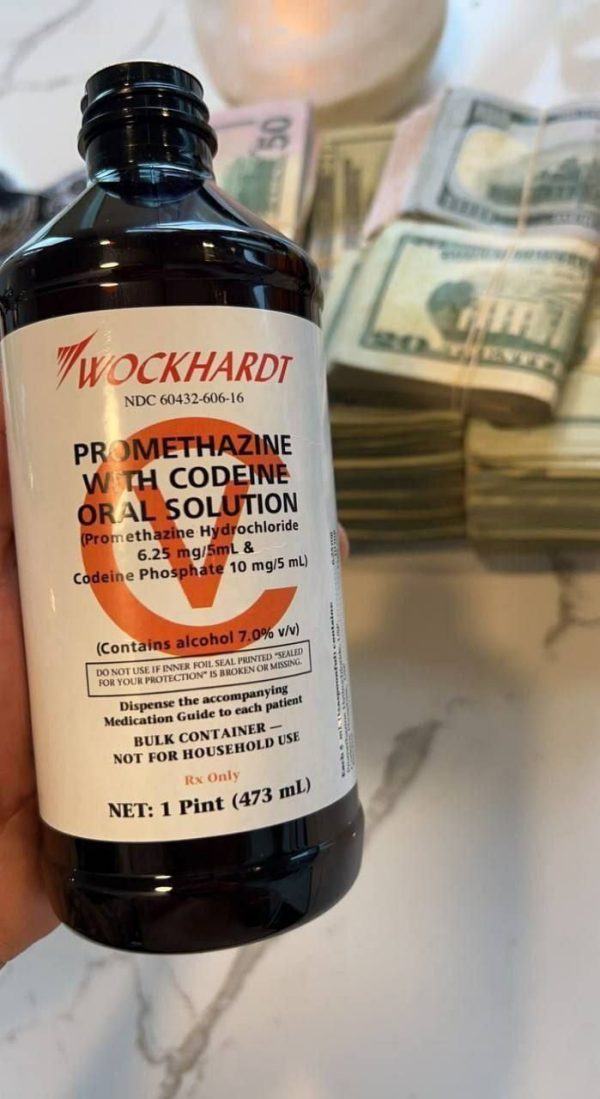 WOCKHARDT
NDC 60432-606-16
PROMETHAZINE
WITH CODEINE
ORAL SOLUTION
(Promethazine Hydrochloride
6.25 mg/5mL &
Codeine Phosphate 10 mg/5 mL)
(Contains alcohol 7.0% v/v)
DO NOT USE IF INNER FOIL SEAL PRINTED "SEALED
FOR YOUR PROTECTION" IS BROKEN OR MISSING.
Dispense the accompanying
Medication Guide to each patient
BULK CONTAINER —
NOT FOR HOUSEHOLD USE
Rx Only
NET: 1 Pint (473 mL)
50
20